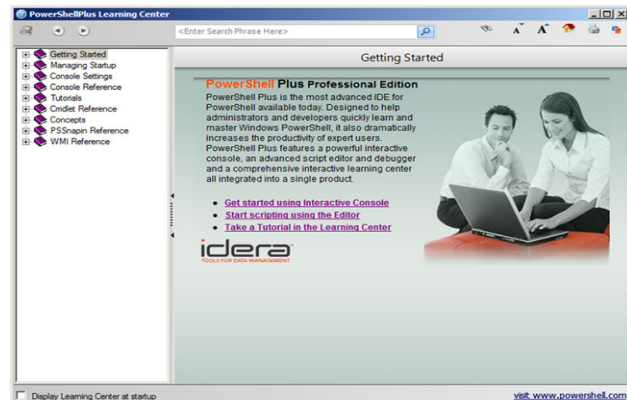 PowerShellPlus Learning Center
<Enter Search Phrase Here>
A A
Getting Started
Managing Startup
Console Settings
Console Reference
Tutorials
Cmdlet Reference
Concepts
PSSnapin Reference
WMI Reference
Getting Started
PowerShell Plus Professional Edition
PowerShell Plus is the most advanced IDE for
PowerShell available today. Designed to help
administrators and developers quickly learn and
master Windows PowerShell, it also dramatically
increases the productivity of expert users.
PowerShell Plus features a powerful interactive
console, an advanced script editor and debugger
and a comprehensive interactive learning center
all integrated into a single product.
Get started using Interactive Console
Start scripting using the Editor
Take a Tutorial in the Learning Center
idera
TOOLS FOR DATA MANAGEMENT
Display Learning Center at startup
visit www.powershell.com